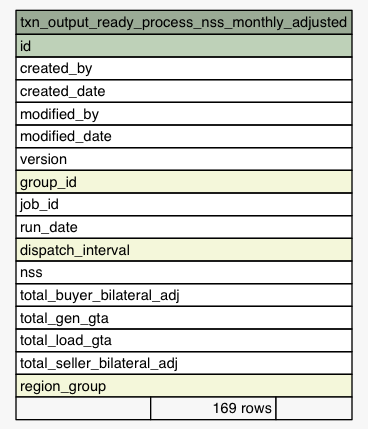 txn_output_ready_process_nss_monthly_adjusted
id
created_by
created_date
modified_by
modified_date
version
group_id
job_id
run_date
dispatch_interval
nss
total_buyer_bilateral_adj
total_gen_gta
total_load_gta
total_seller_bilateral_adj
region_group
169 rows